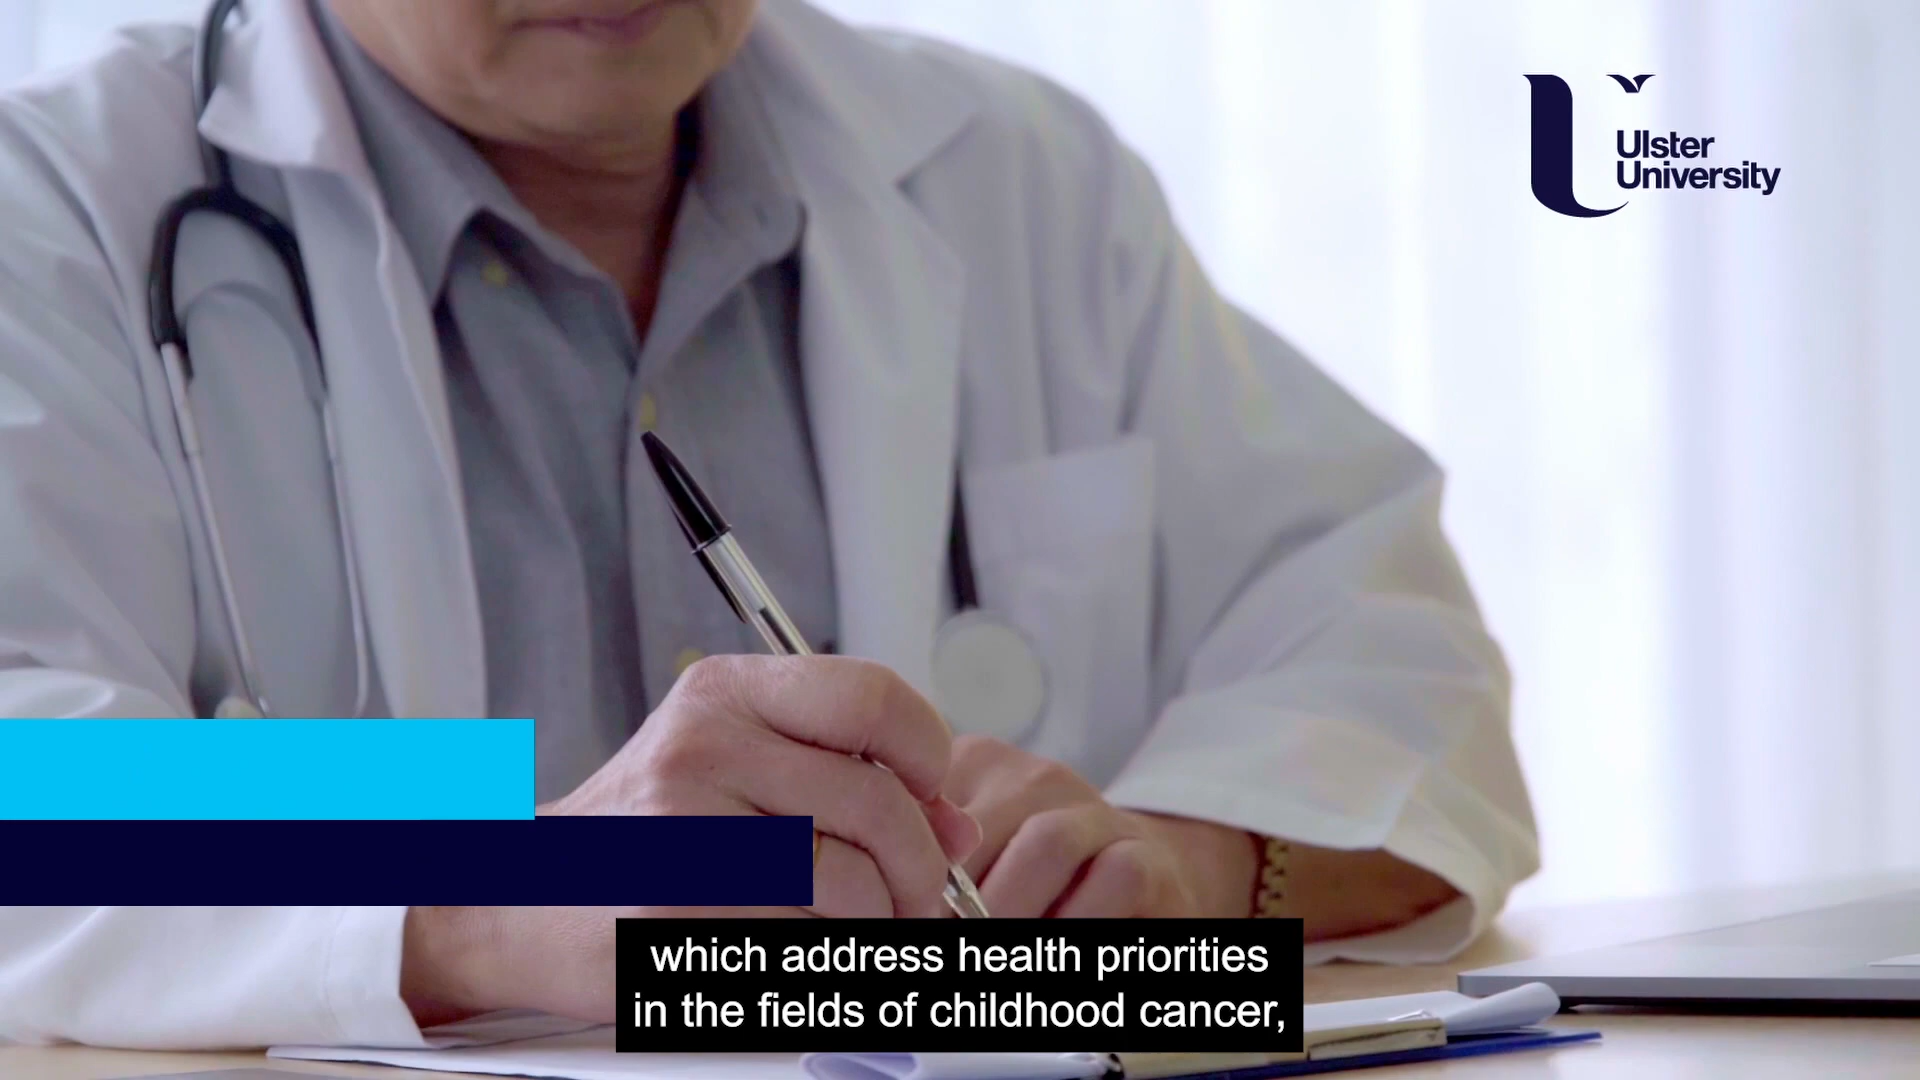 Ulster
University
which address health priorities
in the fields of childhood cancer,